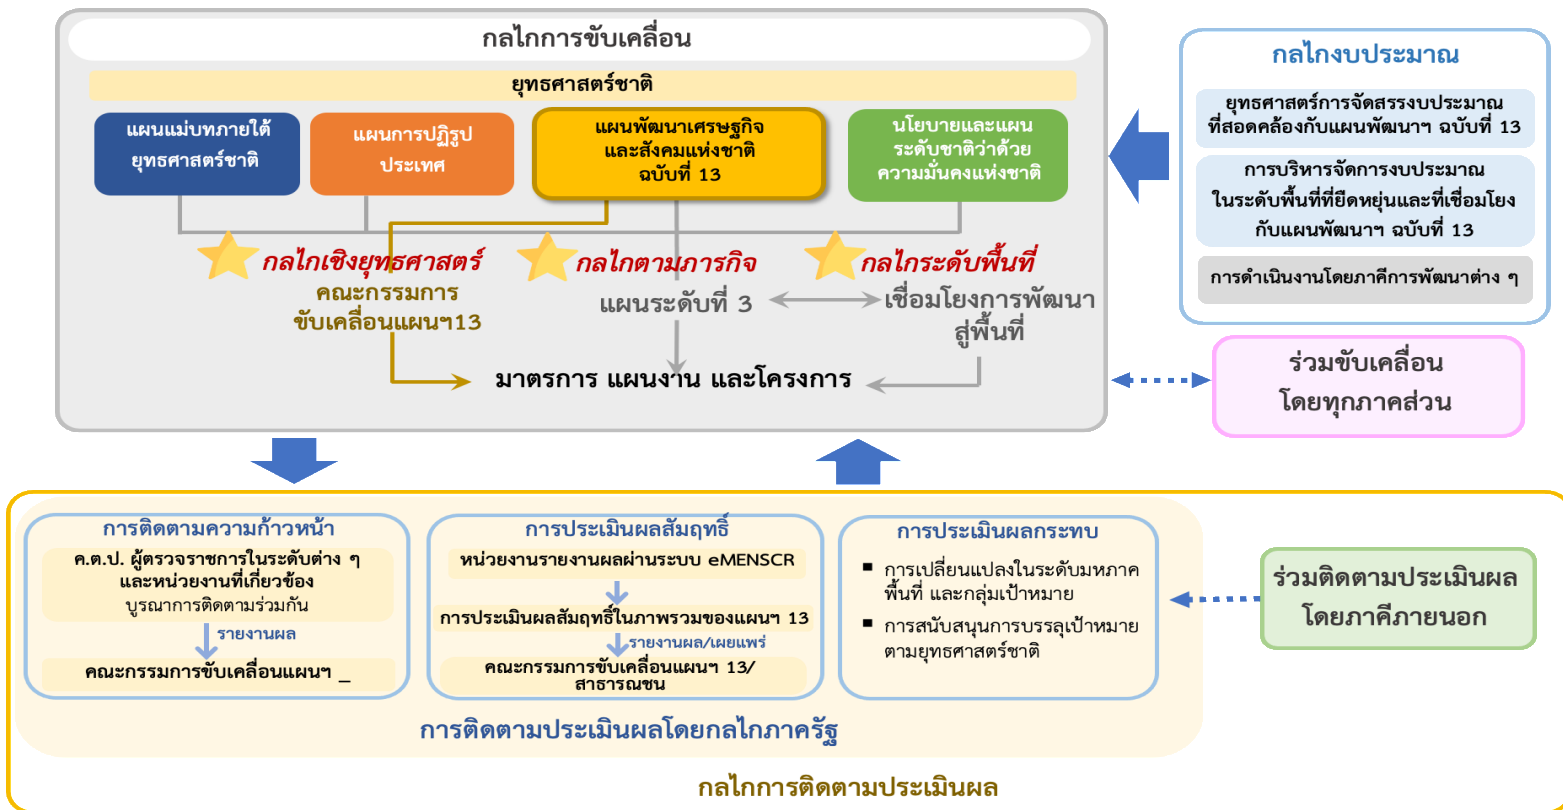 กลไกการขับเคลื่อน
ยุทธศาสตร์ชาติ
แผนแม่บทภายใต้
ยุทธศาสตร์ชาติ
แผนการปฏิรูป
ประเทศ
แผนพัฒนาเศรษฐกิจ
และสังคมแห่งชาติ
ฉบับที่ 13
นโยบายและแผน
ระดับชาติว่าด้วย
ความมั่นคงแห่งชาติ
กลไกเชิงยุทธศาสตร์
คณะกรรมการ
ขับเคลื่อนแผนฯ13
กลไกตามภารกิจ
แผนระดับที่ 3
กลไกระดับพื้นที่
เชื่อมโยงการพัฒนา
สู่พื้นที่
มาตรการ แผนงาน และโครงการ
กลไกงบประมาณ
ยุทธศาสตร์การจัดสรรงบประมาณ
ที่สอดคล้องกับแผนพัฒนาฯ ฉบับที่ 13
การบริหารจัดการงบประมาณ
ในระดับพื้นที่ที่ยืดหยุ่นและที่เชื่อมโยง
กับแผนพัฒนาฯ ฉบับที่ 13
การดำเนินงานโดยภาคีการพัฒนาต่าง ๆ
ร่วมขับเคลื่อน
โดยทุกภาคส่วน
การติดตามความก้าวหน้า
ค.ต.ป. ผู้ตรวจราชการในระดับต่าง ๆ
และหน่วยงานที่เกี่ยวข้อง
บูรณาการติดตามร่วมกัน
รายงานผล
คณะกรรมการขับเคลื่อนแผนฯ _
การประเมินผลสัมฤทธิ์
หน่วยงานรายงานผลผ่านระบบ eMENSCR
การประเมินผลสัมฤทธิ์ในภาพรวมของแผนฯ 13
รายงานผล/เผยแพร่
คณะกรรมการขับเคลื่อนแผนฯ 13/
สาธารณชน
การประเมินผลกระทบ
▪ การเปลี่ยนแปลงในระดับมหภาค
พื้นที่ และกลุ่มเป้าหมาย
▪ การสนับสนุนการบรรลุเป้าหมาย
ตามยุทธศาสตร์ชาติ
ร่วมติดตามประเมินผล
โดยภาคีภายนอก
การติดตามประเมินผลโดยกลไกภาครัฐ
กลไกการติดตามประเมินผล